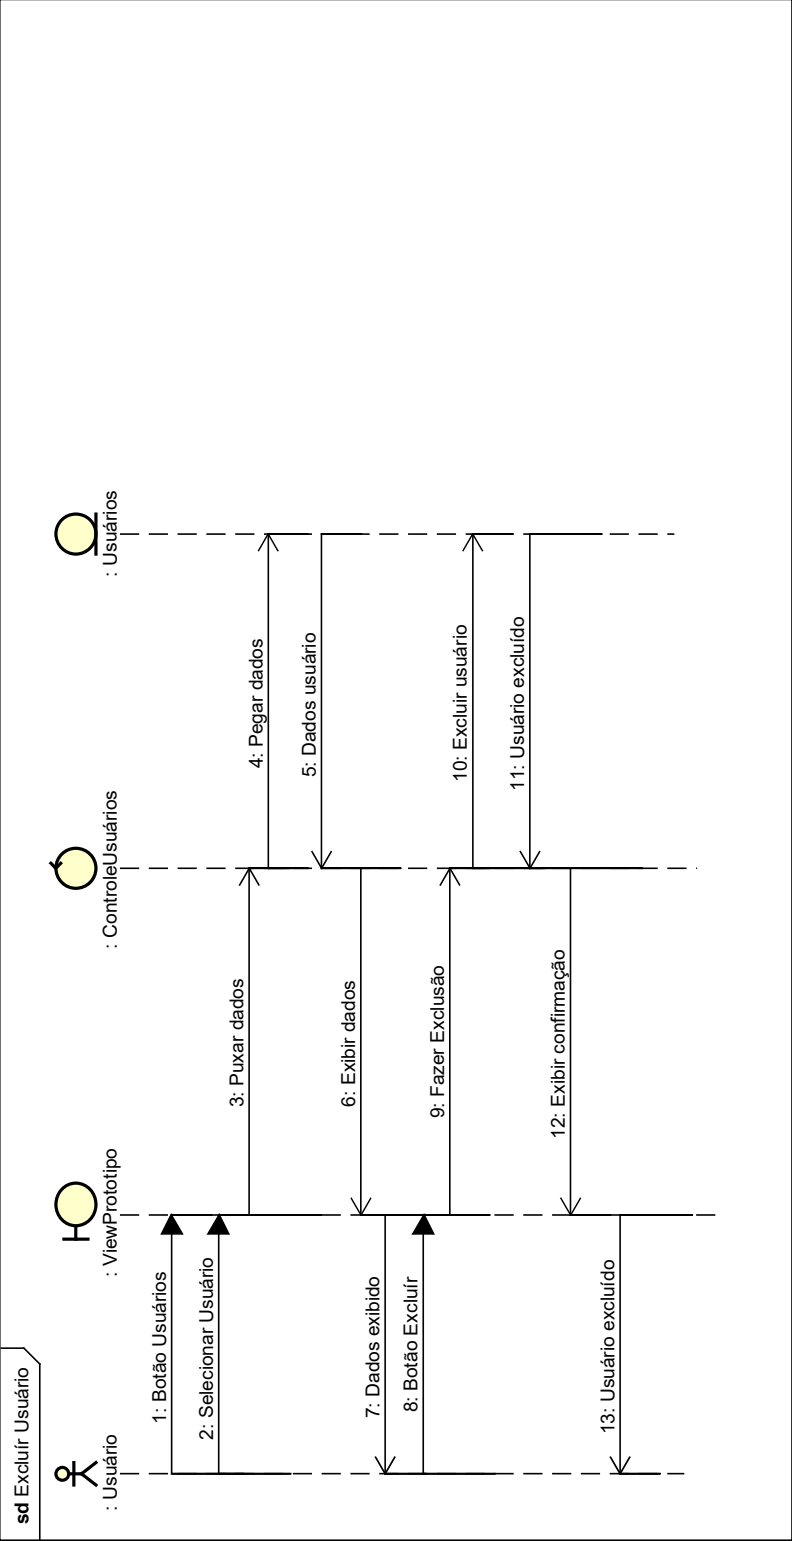 sd Excluír Usuário
: Usuário
: ViewPrototipo
: ControleUsuários
: Usuários
1: Botão Usuários
2: Selecionar Usuário
3: Puxar dados
4: Pegar dados
5: Dados usuário
6: Exibir dados
7: Dados exibido
8: Botão Excluír
9: Fazer Exclusão
10: Excluir usuário
11: Usuário excluído
12: Exibir confirmação
13: Usuário excluído